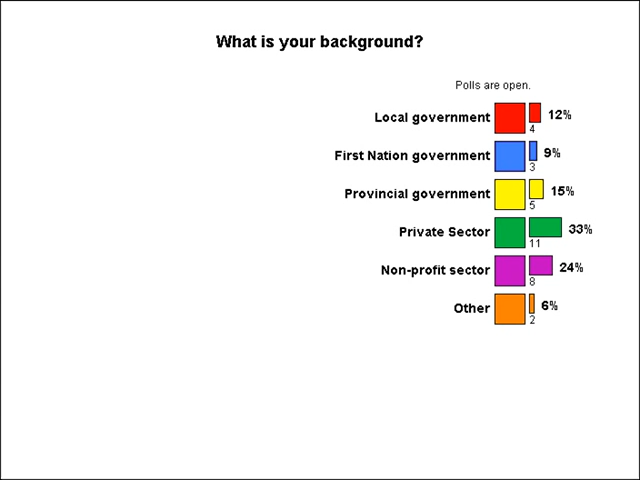 What is your background?
Polls are open.
Local government 12%
4
First Nation government 9%
3
Provincial government 15%
5
Private Sector 33%
11
Non-profit sector 24%
8
Other 6%
2